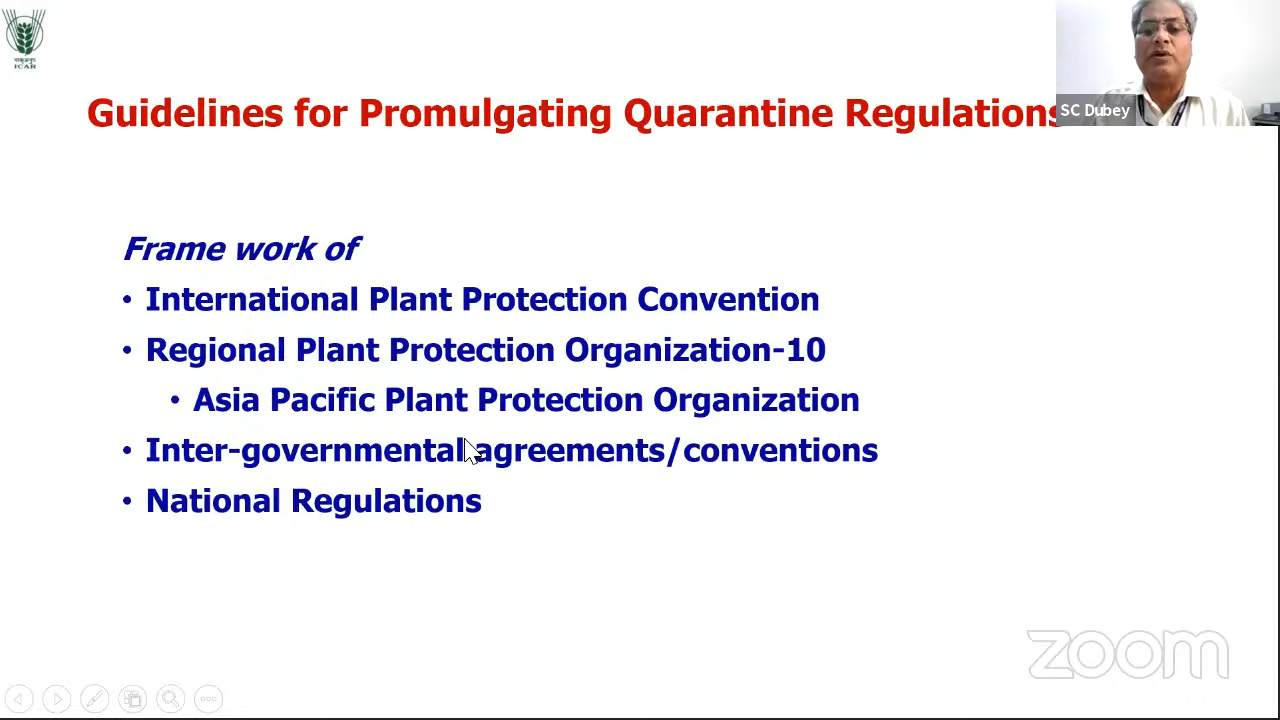 ICAR
SC Dubey
Guidelines for Promulgating Quarantine Regulations
Frame work of
• International Plant Protection Convention
• Regional Plant Protection Organization-10
• Asia Pacific Plant Protection Organization
• Inter-governmental agreements/conventions
• National Regulations
zoom